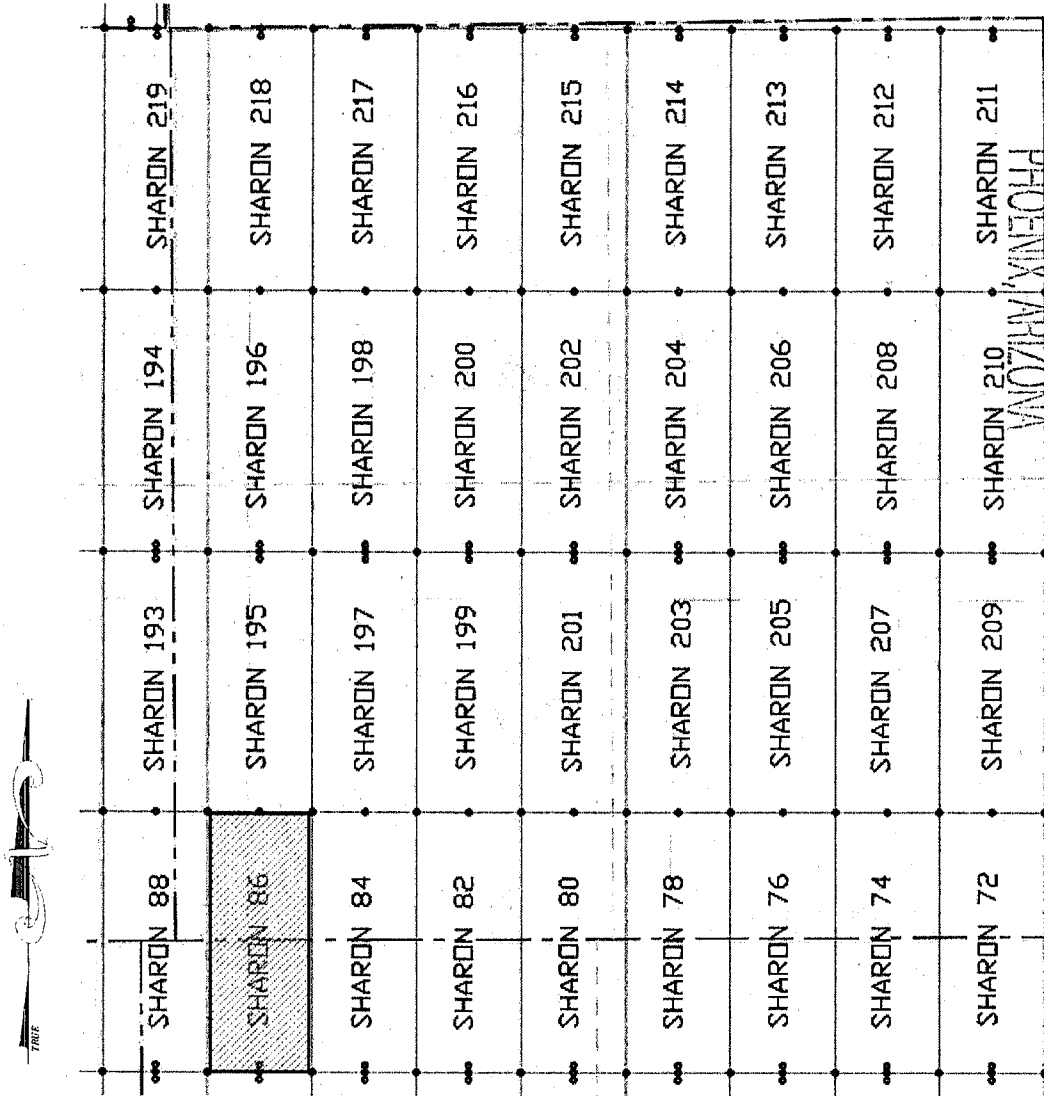 SHARON 219
SHARON 218
SHARON 217
SHARON 216
SHARON 215
SHARON 214
SHARON 213
SHARON 212
SHARON 211
PHOENIX, ARIZONA
SHARON 194
SHARON 196
SHARON 198
SHARON 200
SHARON 202
SHARON 204
SHARON 206
SHARON 208
SHARON 210
SHARON 193
SHARON 195
SHARON 197
SHARON 199
SHARON 201
SHARON 203
SHARON 205
SHARON 207
SHARON 209
SHARON 88
SHARON 86
SHARON 84
SHARON 82
SHARON 80
SHARON 78
SHARON 76
SHARON 74
SHARON 72
TRUE